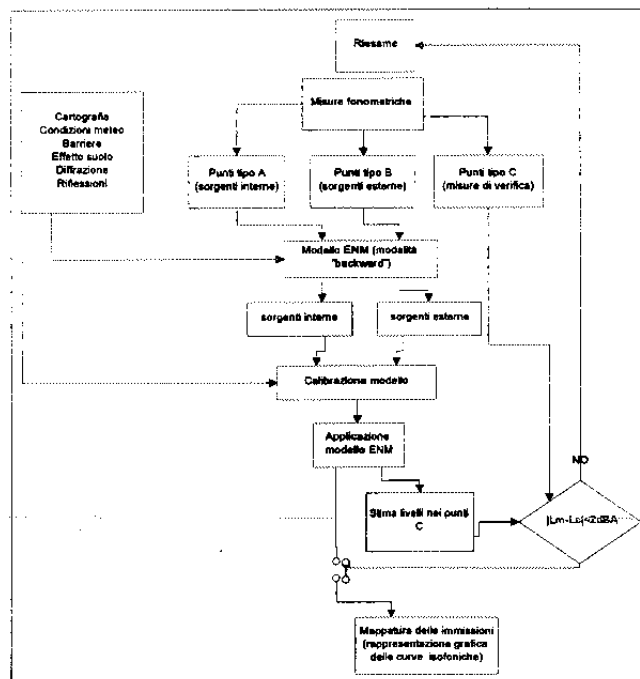 Riesame
Misure fonometriche
Cartografia
Condizioni meteo
Barriere
Effetto suolo
Diffrazione
Riflessioni
Punti tipo A
(sorgenti interne)
Punti tipo B
(sorgenti esterne)
Punti tipo C
(misure di verifica)
Modello ENM (modalità
"backward")
sorgenti interne
sorgenti esterne
Calibrazione modello
Applicazione
modello ENM
NO
Stima livelli nei punti
C
|Lm-Lc|<2dBA
Mappatura delle immissioni
(rappresentazione grafica
delle curve isofoniche)